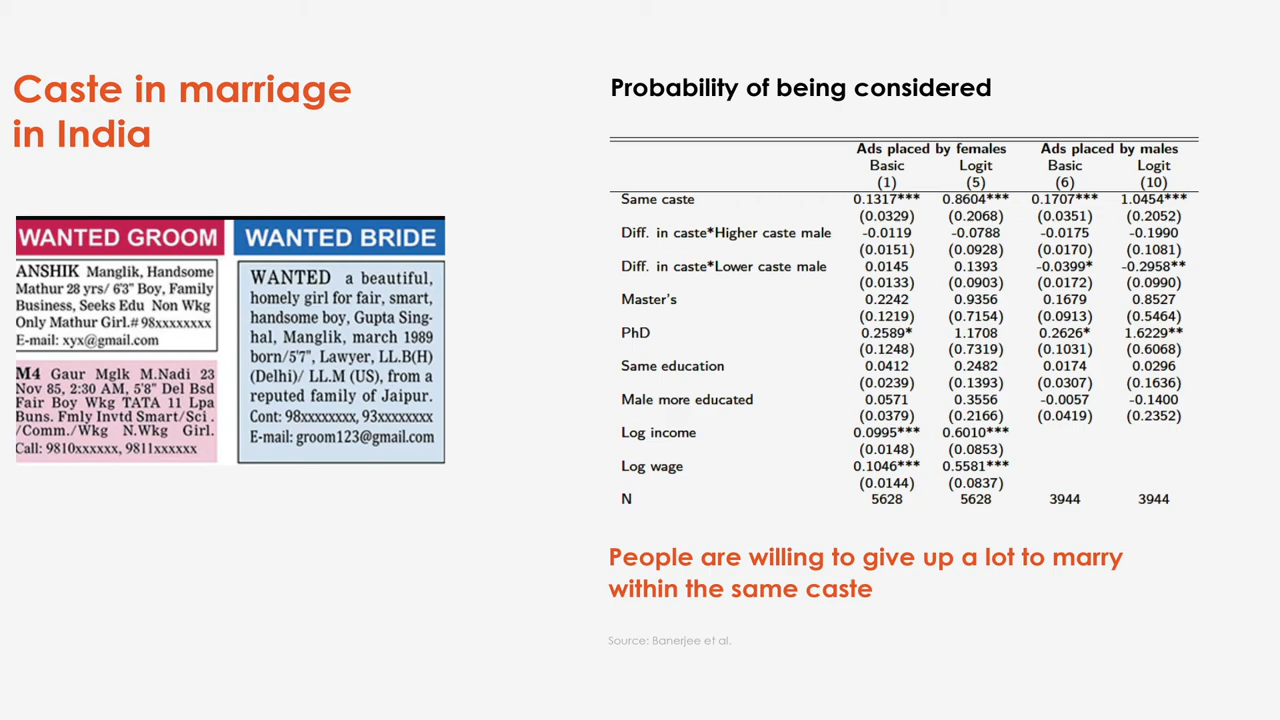 Caste in marriage
in India
WANTED GROOM
ANSHIK Manglik, Handsome
Mathur 28 yrs/ 6'3" Boy, Family
Business, Seeks Edu Non Wkg
Only Mathur Girl.# 98xxxxxxxx
E-mail: xyx@gmail.com
M4 Gaur Mglk M.Nadi 23
Nov 85, 2:30 AM, 5'8" Del Bsd
Fair Boy Wkg TATA 11 Lpa
Buns. Fmly Invtd Smart/Sci .
/Comm./Wkg N.Wkg Girl.
Call: 9810xxxxxx, 9811xxxxxx
WANTED BRIDE
WANTED a beautiful,
homely girl for fair, smart,
handsome boy, Gupta Sing-
hal, Manglik, march 1989
born/5'7", Lawyer, LL.B(H)
(Delhi)/ LL.M (US), from a
reputed family of Jaipur.
Cont: 98xxxxxxxx, 93xxxxxxxx
E-mail: groom123@gmail.com
Probability of being considered
Ads placed by females Ads placed by males
Basic Logit Basic Logit
(1) (5) (6) (10)
Same caste 0.1317*** 0.8604*** 0.1707*** 1.0454***
(0.0329) (0.2068) (0.0351) (0.2052)
Diff. in caste*Higher caste male -0.0119 -0.0788 -0.0175 -0.1990
(0.0151) (0.0928) (0.0170) (0.1081)
Diff. in caste*Lower caste male 0.0145 0.1393 -0.0399* -0.2958**
(0.0133) (0.0903) (0.0172) (0.0990)
Master's 0.2242 0.9356 0.1679 0.8527
(0.1219) (0.7154) (0.0913) (0.5464)
PhD 0.2589* 1.1708 0.2626* 1.6229**
(0.1248) (0.7319) (0.1031) (0.6068)
Same education 0.0412 0.2482 0.0174 0.0296
(0.0239) (0.1393) (0.0307) (0.1636)
Male more educated 0.0571 0.3556 -0.0057 -0.1400
(0.0379) (0.2166) (0.0419) (0.2352)
Log income 0.0995*** 0.6010***
(0.0148) (0.0853)
Log wage 0.1046*** 0.5581***
(0.0144) (0.0837)
N 5628 5628 3944 3944
People are willing to give up a lot to marry
within the same caste
Source: Banerjee et al.